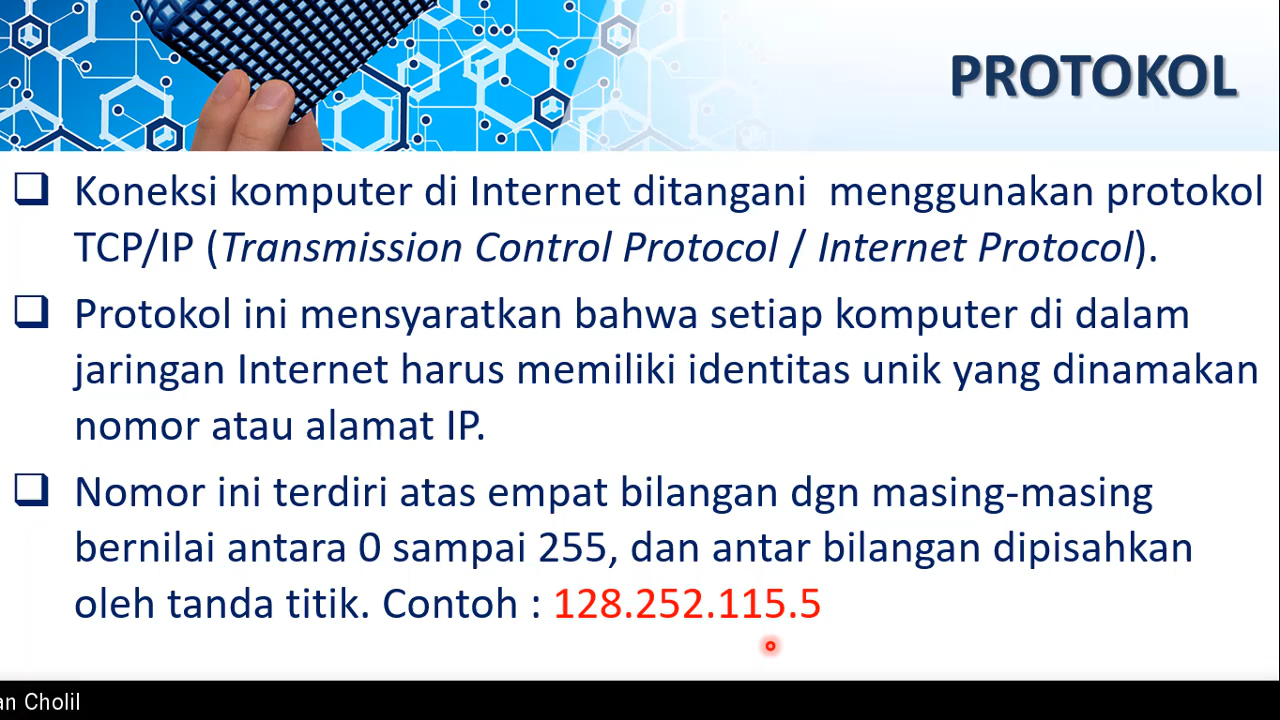 PROTOKOL
❑ Koneksi komputer di Internet ditangani menggunakan protokol
TCP/IP (Transmission Control Protocol / Internet Protocol).
❑ Protokol ini mensyaratkan bahwa setiap komputer di dalam
jaringan Internet harus memiliki identitas unik yang dinamakan
nomor atau alamat IP.
❑ Nomor ini terdiri atas empat bilangan dgn masing-masing
bernilai antara 0 sampai 255, dan antar bilangan dipisahkan
oleh tanda titik. Contoh : 128.252.115.5
an Cholil